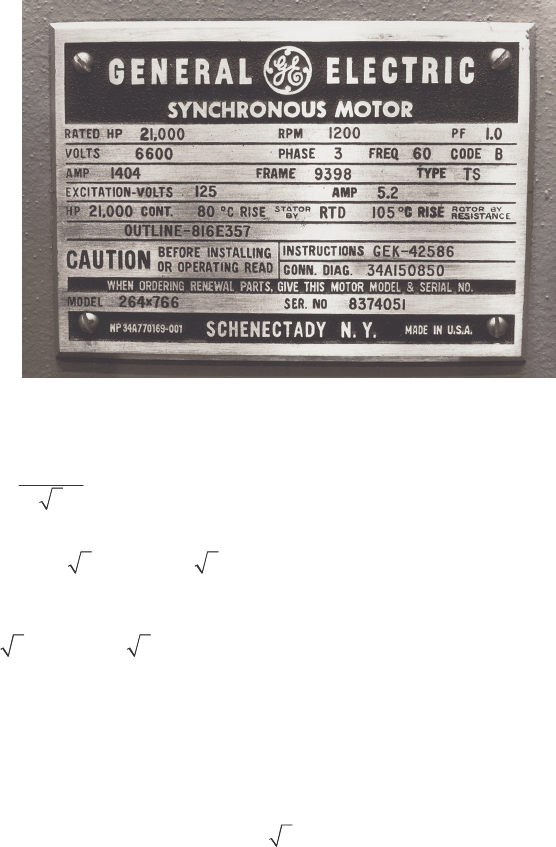 GENERAL GE ELECTRIC
SYNCHRONOUS MOTOR
RATED HP 21,000 RPM 1200 PF 1.0
VOLTS 6600 PHASE 3 FREQ 60 CODE B
AMP 1404 FRAME 9398 TYPE TS
EXCITATION-VOLTS 125 AMP 5.2
HP 21,000 CONT. 80 °C RISE STATOR BY RTD 105 °C RISE ROTOR BY RESISTANCE
OUTLINE-816E357
CAUTION BEFORE INSTALLING OR OPERATING READ
INSTRUCTIONS GEK-42586
CONN. DIAG. 34A150850
WHEN ORDERING RENEWAL PARTS, GIVE THIS MOTOR MODEL & SERIAL NO.
MODEL 264x766 SER. NO 8374051
NP34A770169-001 SCHENECTADY N.Y. MADE IN U.S.A.
√
√ √
√ √
√